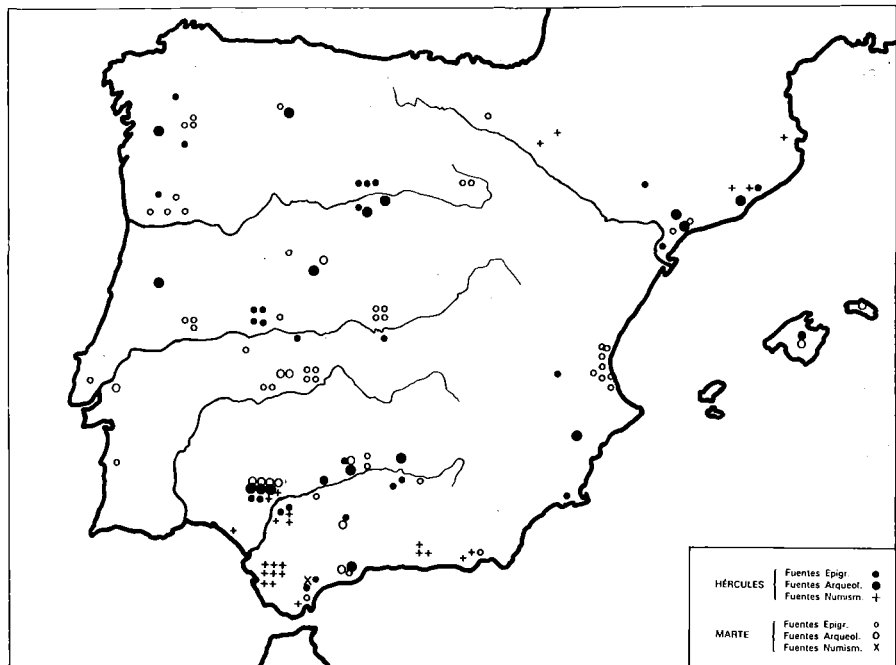 HÉRCULES
Fuentes Epigr.
Fuentes Arqueol.
Fuentes Numism. +
MARTE
Fuentes Epigr.
Fuentes Arqueol.
Fuentes Numism. X